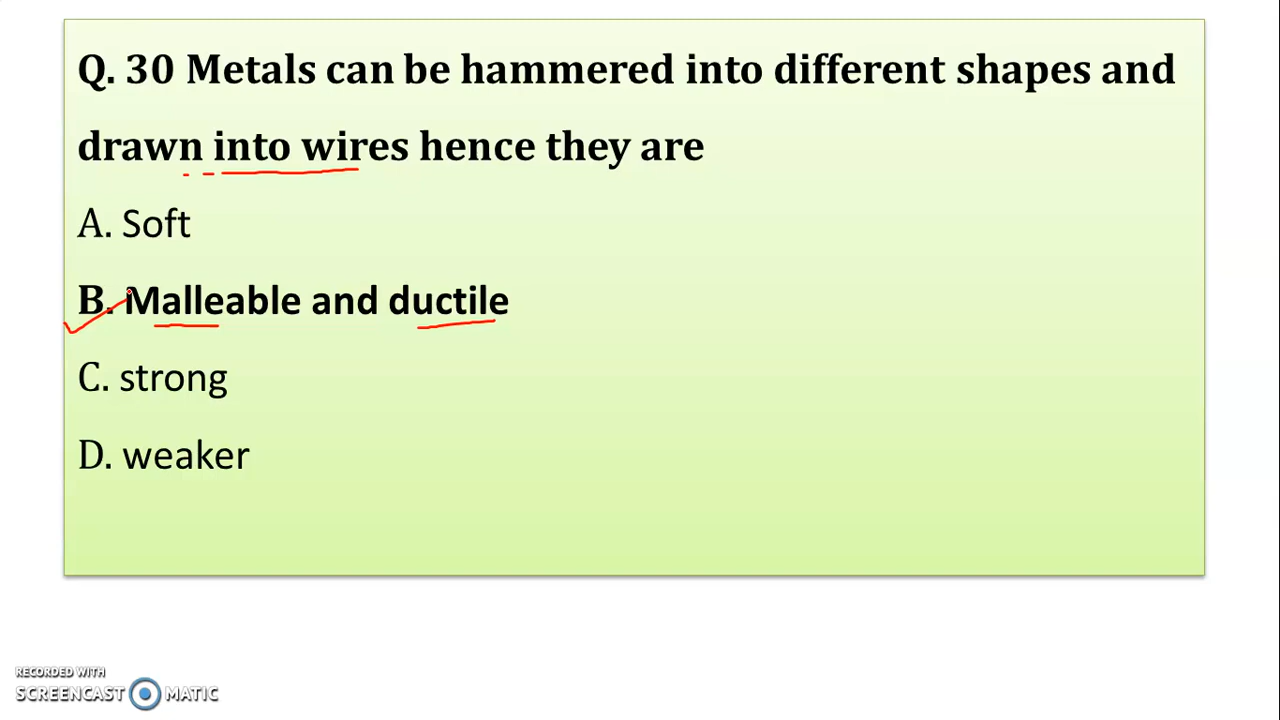 Q. 30 Metals can be hammered into different shapes and
drawn into wires hence they are
A. Soft
B. Malleable and ductile
C. strong
D. weaker
RECORDED WITH
SCREENCAST MATIC